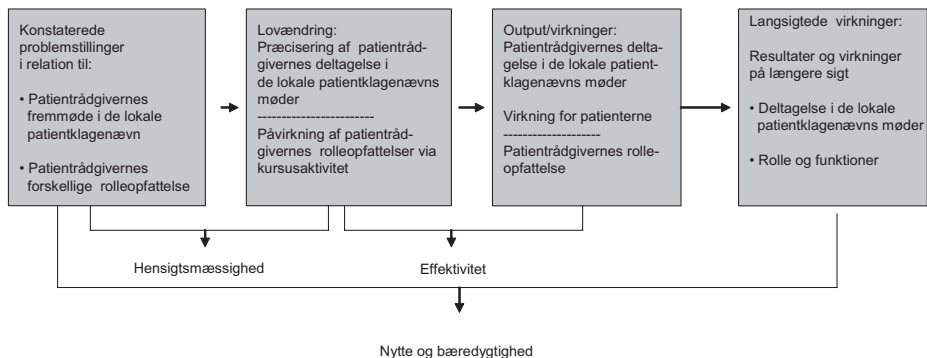 Konstaterede
problemstillinger
i relation til:
• Patientrådgivernes
fremmøde i de lokale
patientklagenævn
• Patientrådgivernes
forskellige rolleopfattelse
Lovændring:
Præcisering af patientråd-
givernes deltagelse i
de lokale patientklagenævns
møder
------------------------
Påvirkning af patientråd-
givernes rolleopfattelser via
kursusaktivitet
Output/virkninger:
Patientrådgivernes delta-
gelse i de lokale patient-
klagenævns møder
Virkning for patienterne
--------------------
Patientrådgivernes rolle-
opfattelse
Langsigtede virkninger:
Resultater og virkninger
på længere sigt
• Deltagelse i de lokale
patientklagenævns møder
• Rolle og funktioner
Hensigtsmæssighed
Effektivitet
Nytte og bæredygtighed